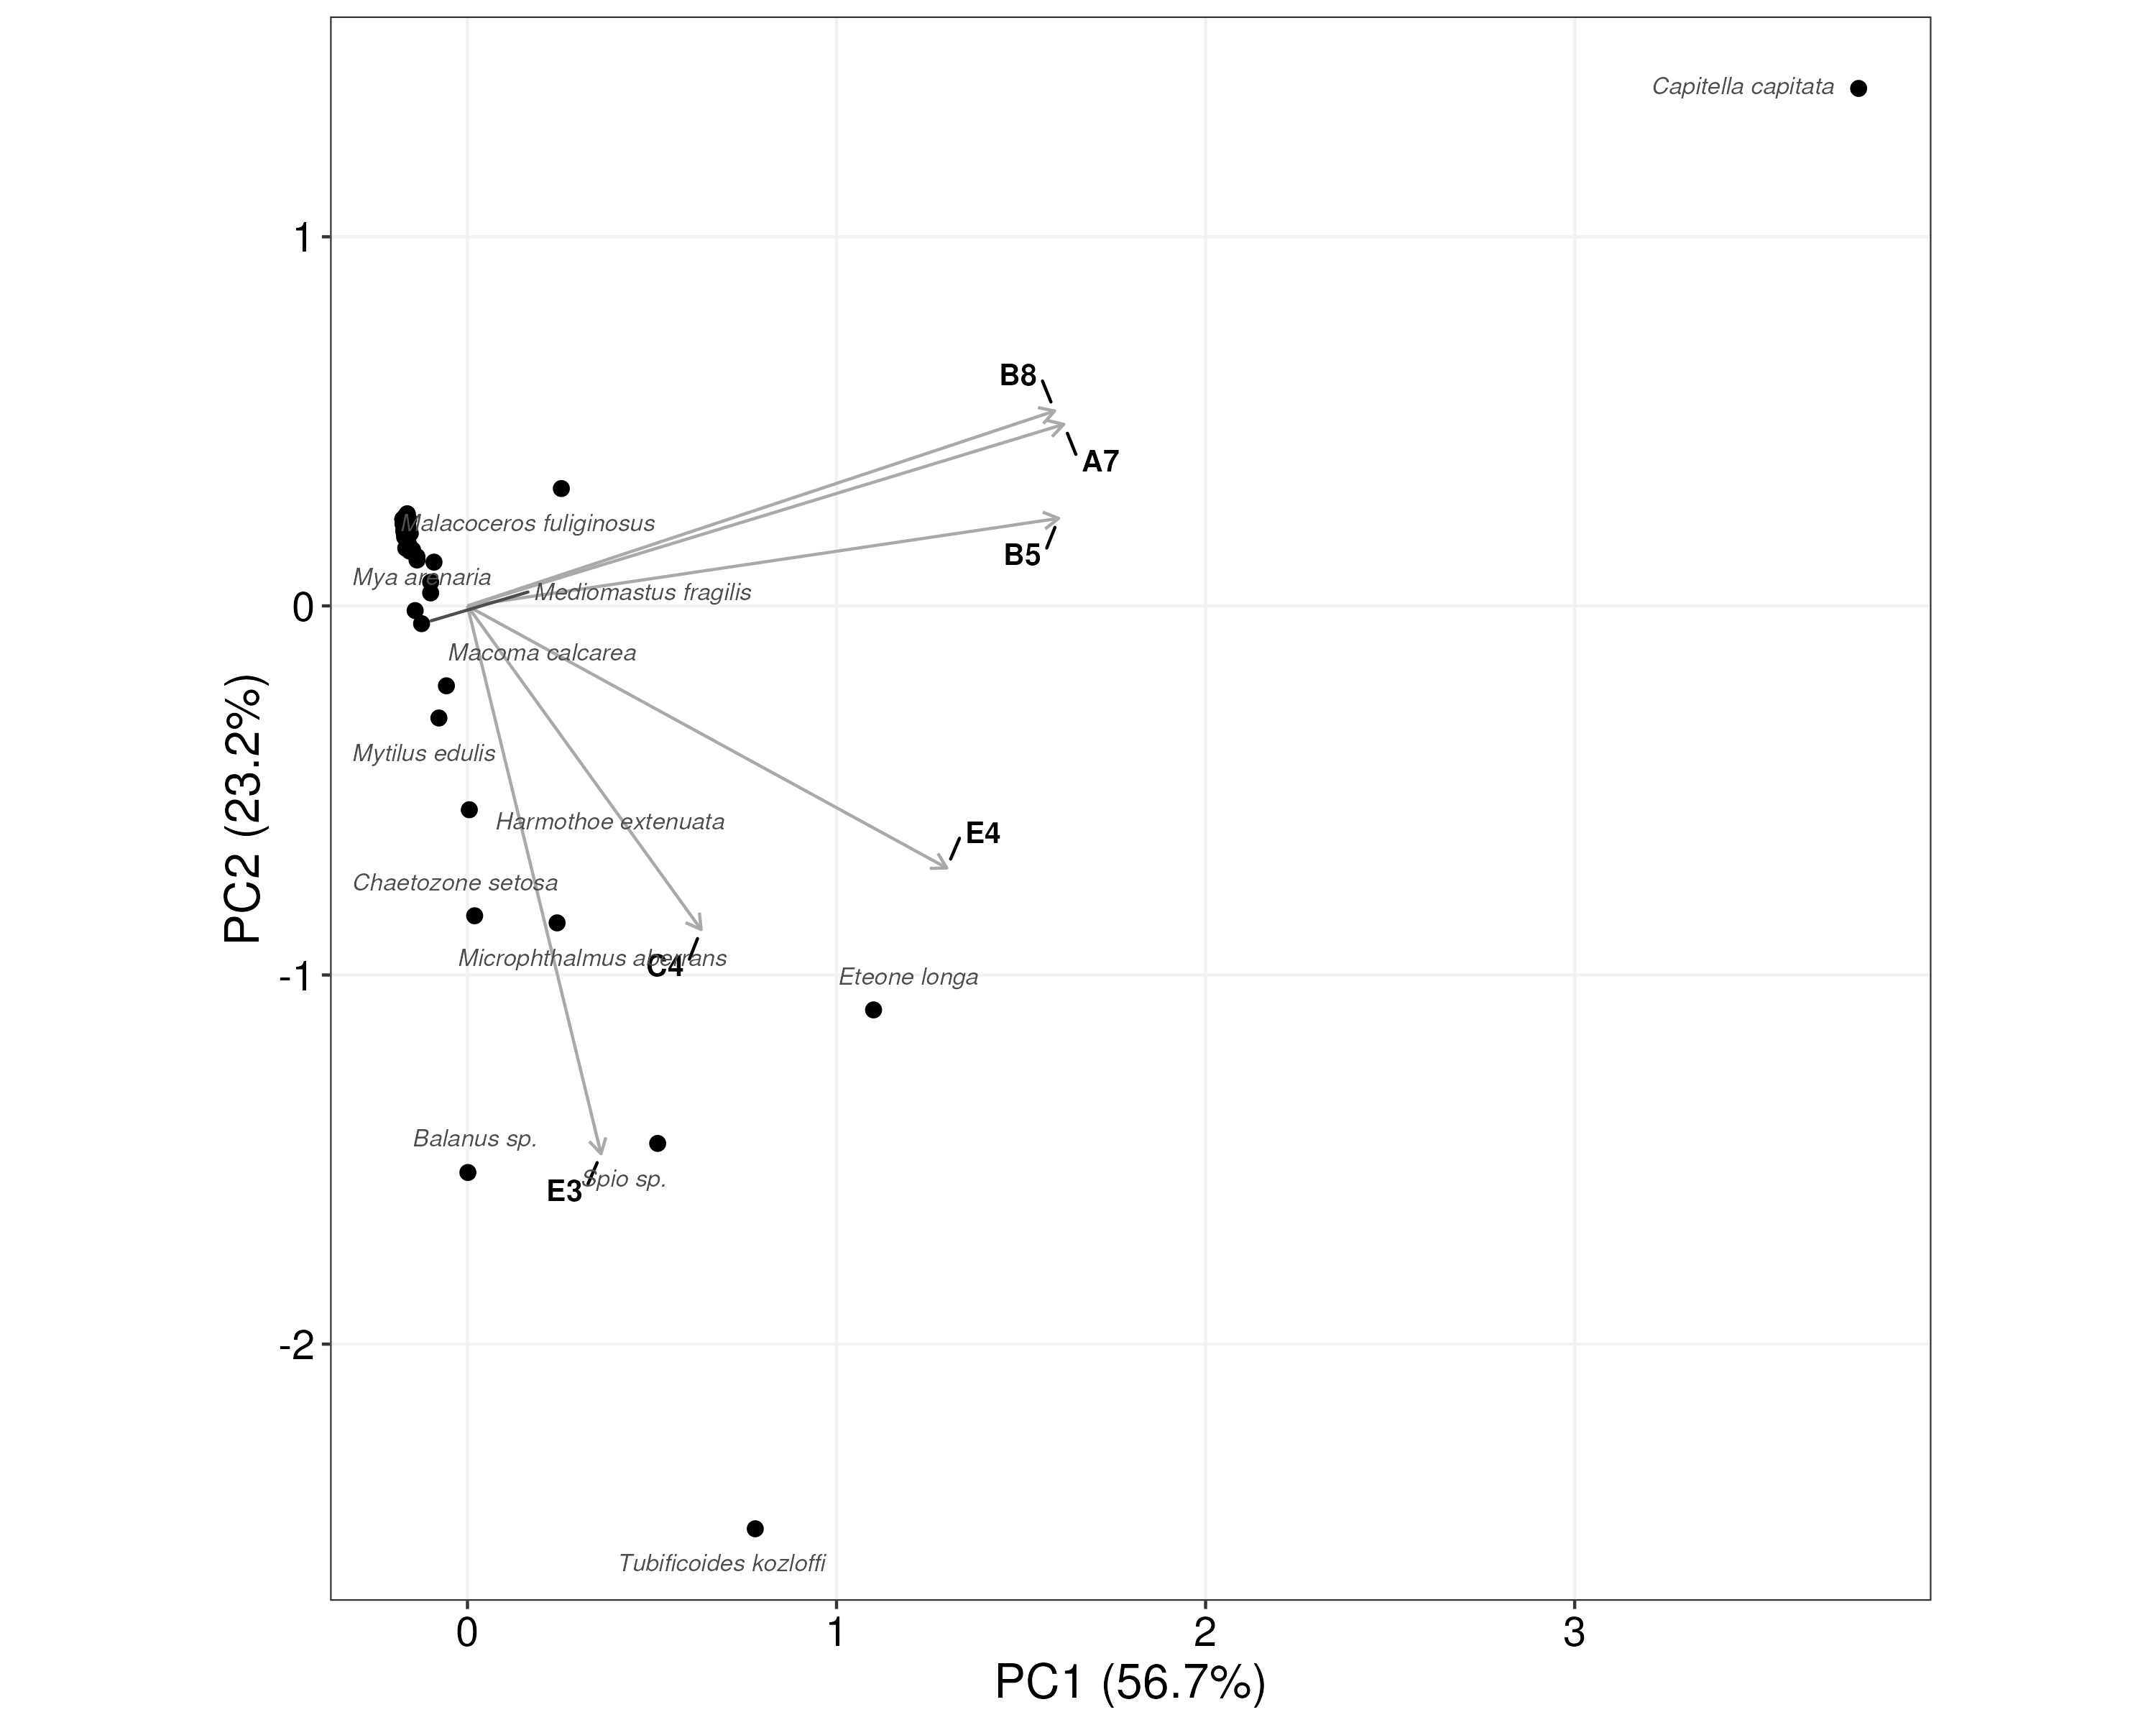 Capitella capitata
1
B8
A7
Malacoceros fuliginosus
B5
Mya arenaria
Mediomastus fragilis
0
Macoma calcarea
Mytilus edulis
Harmothoe extenuata
E4
Chaetozone setosa
Microphthalmus aberrans
C4
-1
Eteone longa
Balanus sp.
Spio sp.
E3
-2
Tubificoides kozloffi
PC2 (23.2%)
0 1 2 3
PC1 (56.7%)